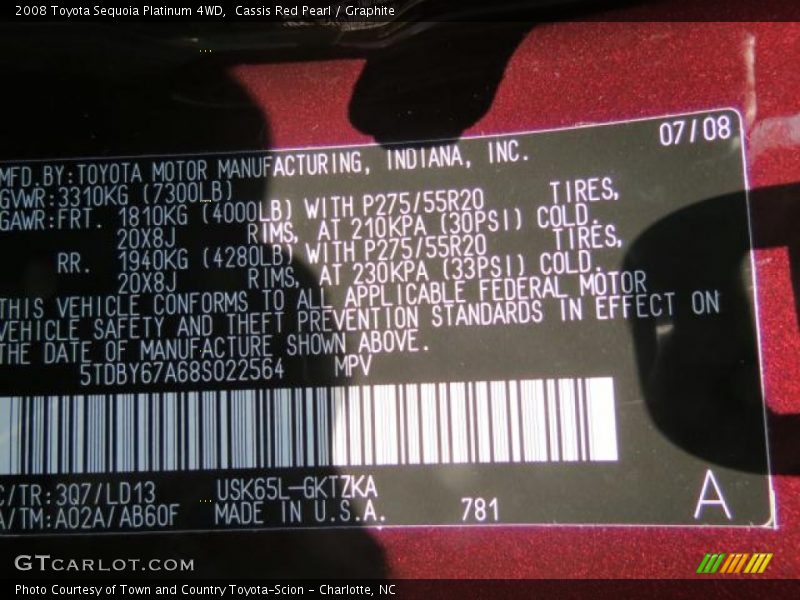 2008 Toyota Sequoia Platinum 4WD, Cassis Red Pearl / Graphite
07/08
MFD.BY:TOYOTA MOTOR MANUFACTURING, INDIANA, INC.
GVWR:3310KG (7300LB)
GAWR:FRT. 1810KG (4000LB) WITH P275/55R20 TIRES,
20X8J RIMS, AT 210KPA (30PSI) COLD.
RR. 1940KG (4280LB) WITH P275/55R20 TIRES,
20X8J RIMS, AT 230KPA (33PSI) COLD.
THIS VEHICLE CONFORMS TO ALL APPLICABLE FEDERAL MOTOR
VEHICLE SAFETY AND THEFT PREVENTION STANDARDS IN EFFECT ON
THE DATE OF MANUFACTURE SHOWN ABOVE.
5TDBY67A68S022564 MPV
C/TR:3Q7/LD13 USK65L-GKTZKA
A/TM:A02A/AB60F MADE IN U.S.A. 781 A
GTCARLOT.COM
Photo Courtesy of Town and Country Toyota-Scion - Charlotte, NC